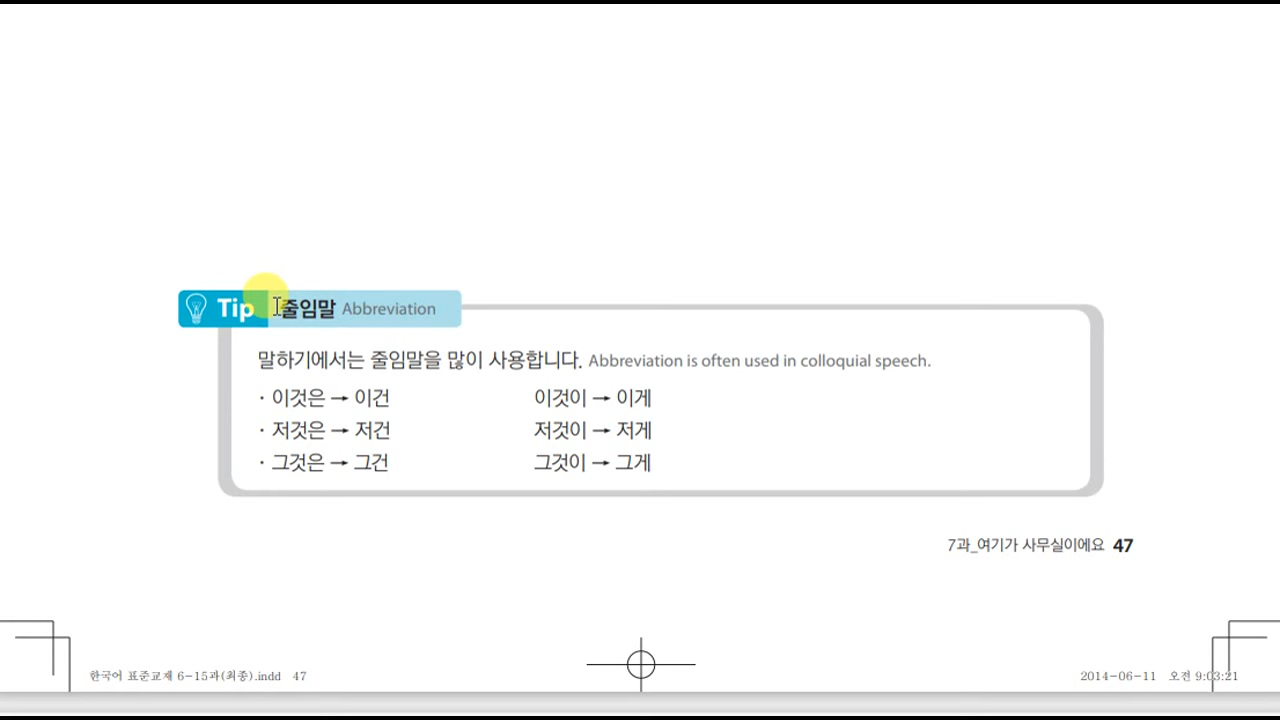 Tip 줄임말 Abbreviation
말하기에서는 줄임말을 많이 사용합니다. Abbreviation is often used in colloquial speech.
· 이것은 → 이건 이것이 → 이게
· 저것은 → 저건 저것이 → 저게
· 그것은 → 그건 그것이 → 그게
7과_여기가 사무실이에요 47
한국어 표준교재 6-15과(최종).indd 47 2014-06-11 오전 9:03:21